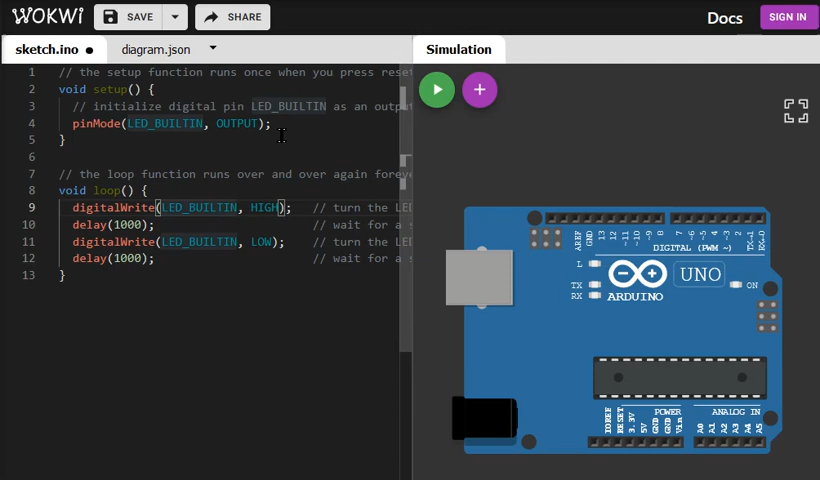 WOKWi
SAVE
SHARE
Docs
SIGN IN
sketch.ino
diagram.json
Simulation
1 // the setup function runs once when you press reset
2 void setup() {
3 // initialize digital pin LED_BUILTIN as an outpu
4 pinMode(LED_BUILTIN, OUTPUT);
5 }
6
7 // the loop function runs over and over again foreve
8 void loop() {
9 digitalWrite(LED_BUILTIN, HIGH); // turn the LE
10 delay(1000); // wait for a s
11 digitalWrite(LED_BUILTIN, LOW); // turn the LE
12 delay(1000); // wait for a s
13 }
AREF
GND
13
12
~11
~10
~9
8
7
~6
~5
4
~3
2
TX→1
RX←0
DIGITAL (PWM ~)
L
TX
RX
UNO
ARDUINO
ON
POWER
ANALOG IN
IOREF
RESET
3.3V
5V
GND
GND
Vin
A0
A1
A2
A3
A4
A5